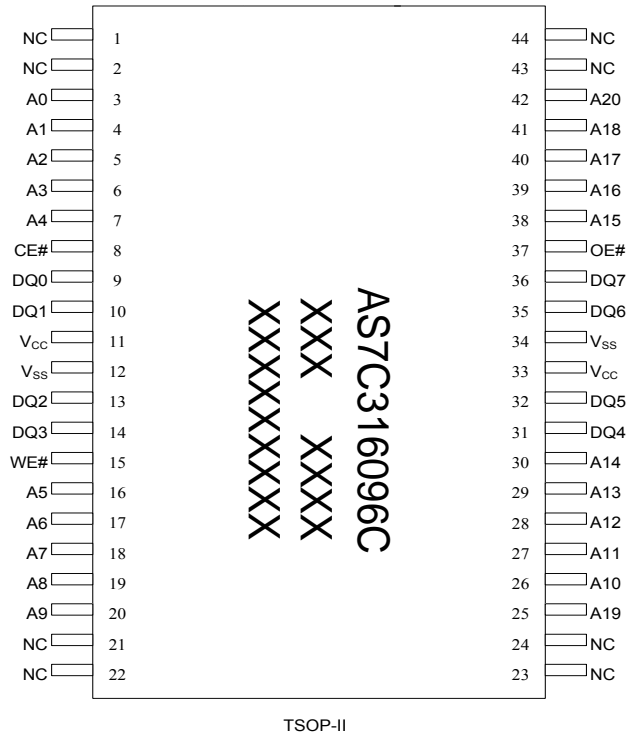 NC 1 44 NC
NC 2 43 NC
A0 3 42 A20
A1 4 41 A18
A2 5 40 A17
A3 6 39 A16
A4 7 38 A15
CE# 8 37 OE#
DQ0 9 36 DQ7
DQ1 10 35 DQ6
VCC 11 34 VSS
VSS 12 33 VCC
DQ2 13 32 DQ5
DQ3 14 31 DQ4
WE# 15 30 A14
A5 16 29 A13
A6 17 28 A12
A7 18 27 A11
A8 19 26 A10
A9 20 25 A19
NC 21 24 NC
NC 22 23 NC
AS7C316096C
XXX XXXX
XXXXXXXXX
TSOP-II